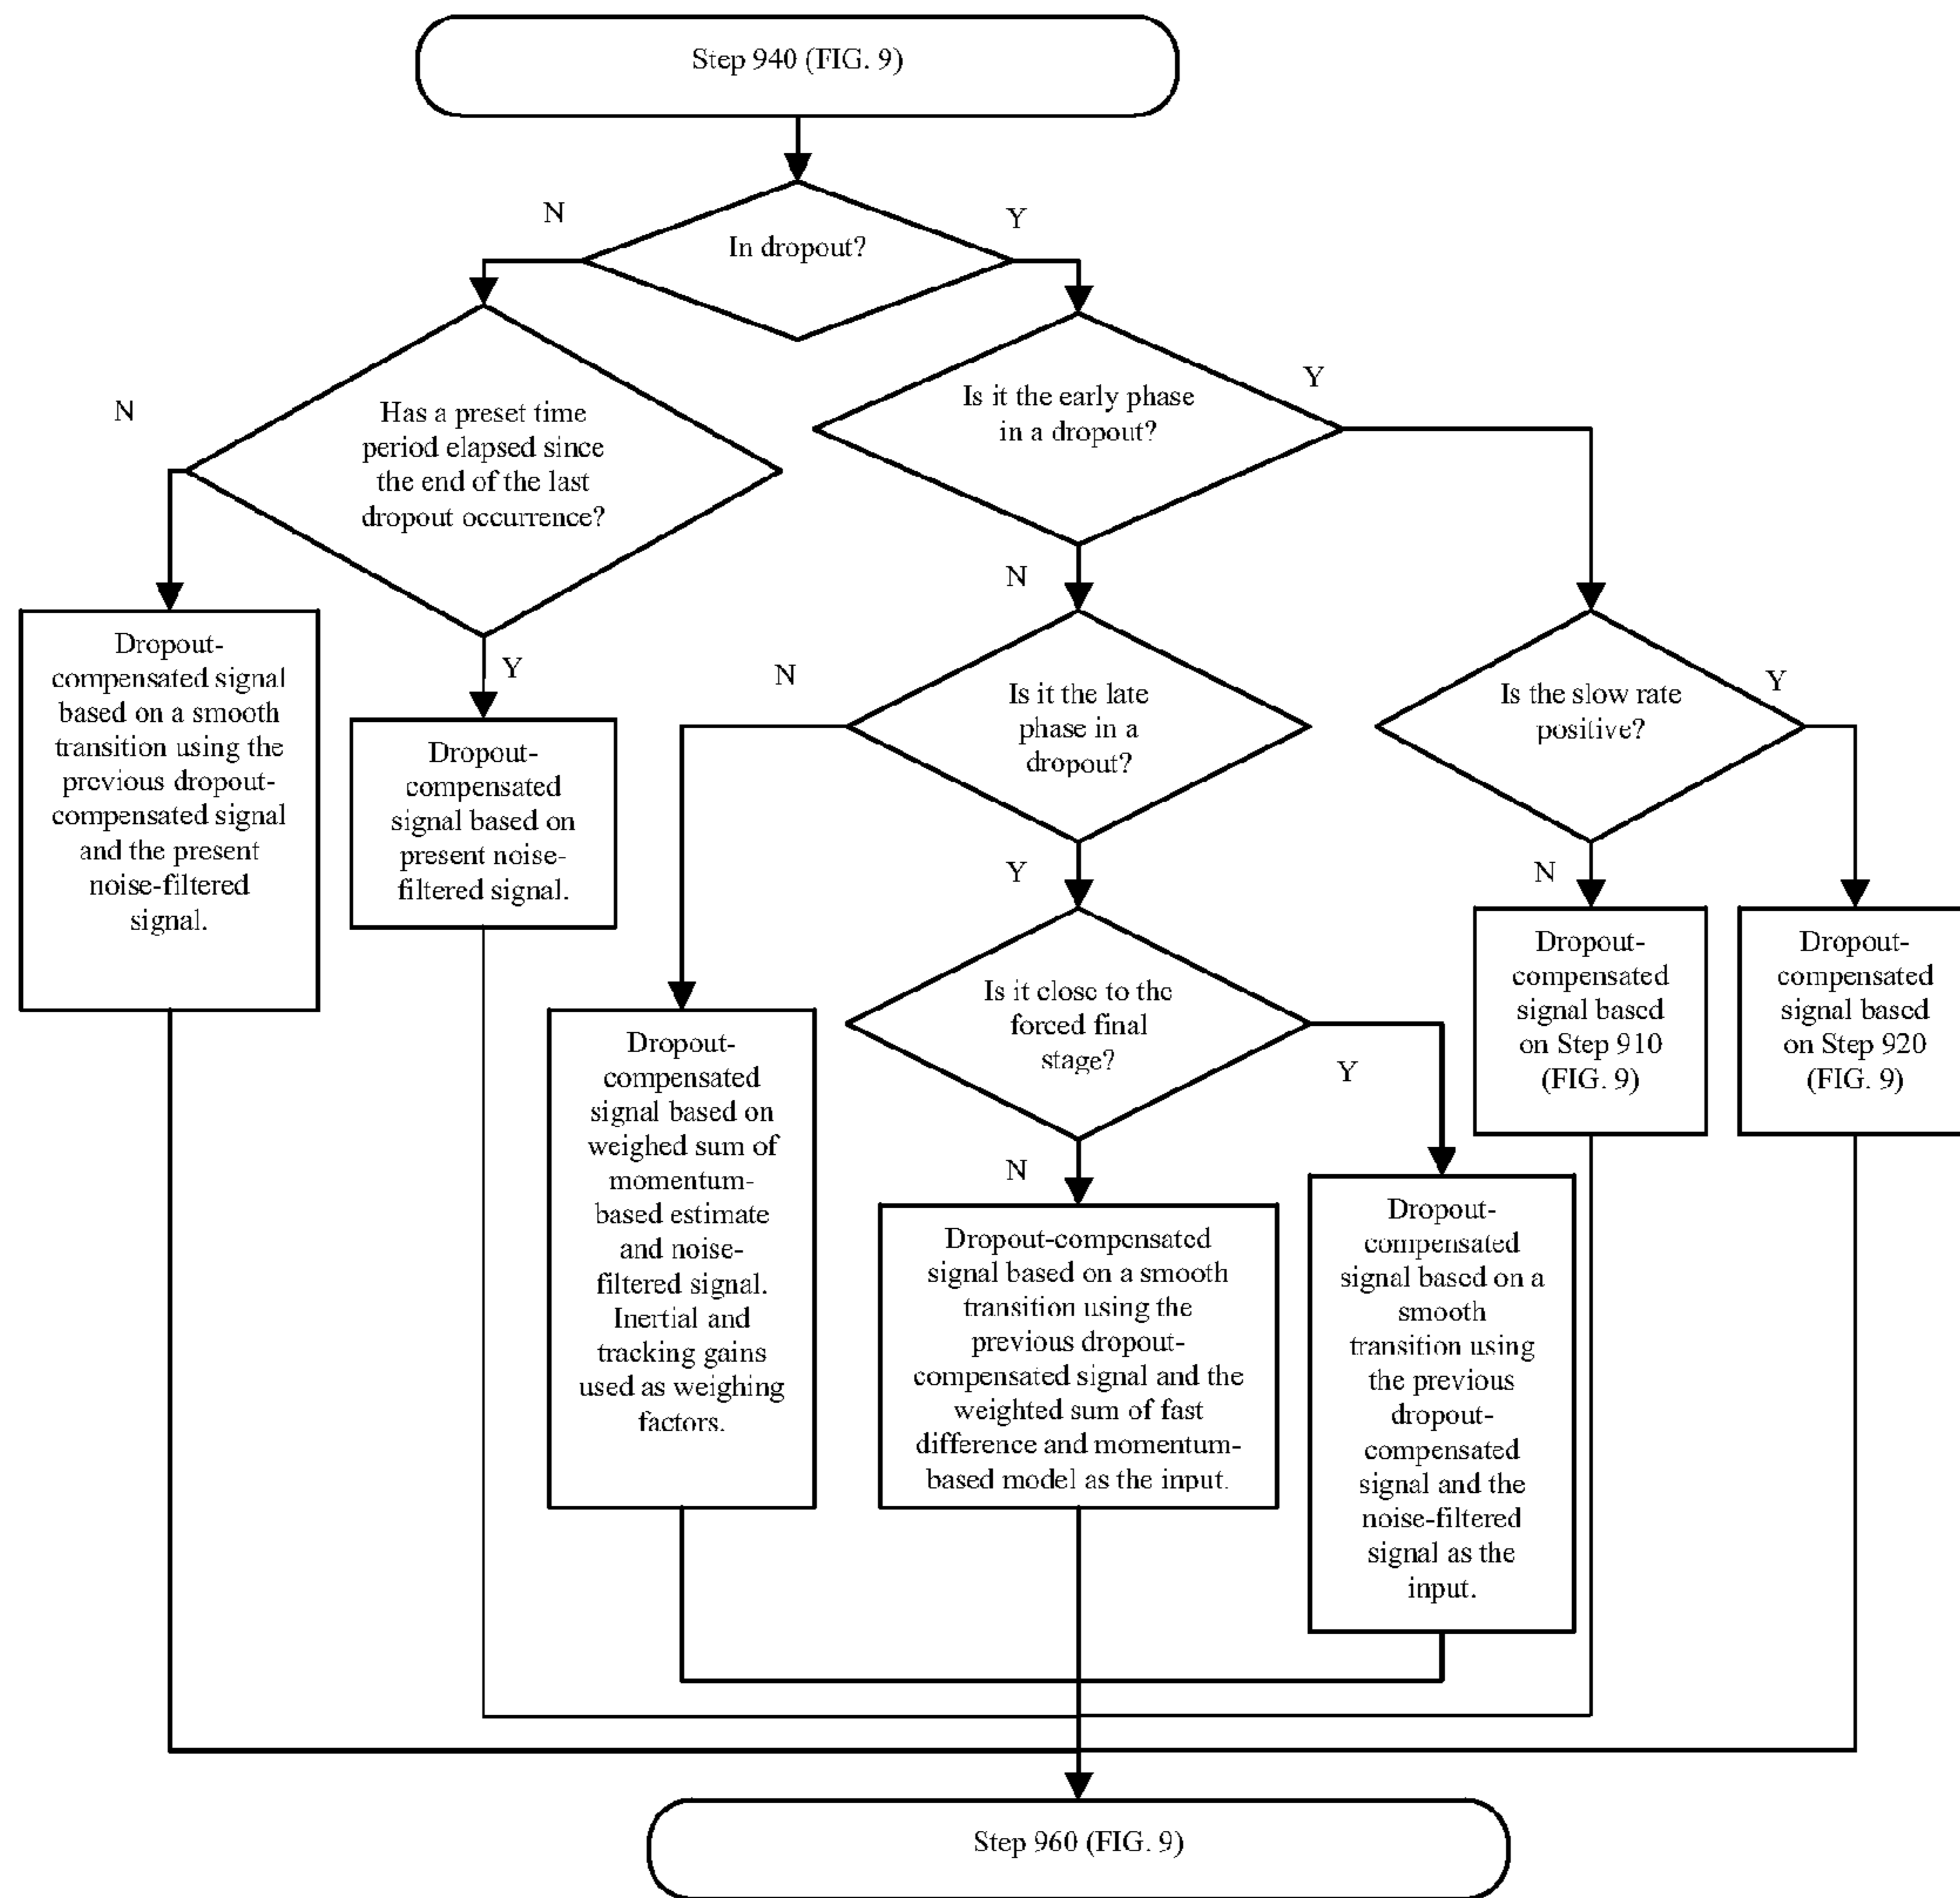 Step 940 (FIG. 9)
N
Y
In dropout?
N
Has a preset time
period elapsed since
the end of the last
dropout occurrence?
Y
Is it the early phase
in a dropout?
Y
N
Dropout-
compensated signal
based on a smooth
transition using the
previous dropout-
compensated signal
and the present
noise-filtered
signal.
Dropout-
compensated
signal based on
present noise-
filtered signal.
N
Is it the late
phase in a
dropout?
Y
Is the slow rate
positive?
Y
N
Dropout-
compensated
signal based on
weighed sum of
momentum-
based estimate
and noise-
filtered signal.
Inertial and
tracking gains
used as weighing
factors.
Is it close to the
forced final
stage?
Y
N
Dropout-
compensated
signal based
on Step 910
(FIG. 9)
Dropout-
compensated
signal based
on Step 920
(FIG. 9)
Dropout-compensated
signal based on a smooth
transition using the
previous dropout-
compensated signal and the
weighted sum of fast
difference and momentum-
based model as the input.
Dropout-
compensated
signal based on a
smooth
transition using
the previous
dropout-
compensated
signal and the
noise-filtered
signal as the
input.
Step 960 (FIG. 9)